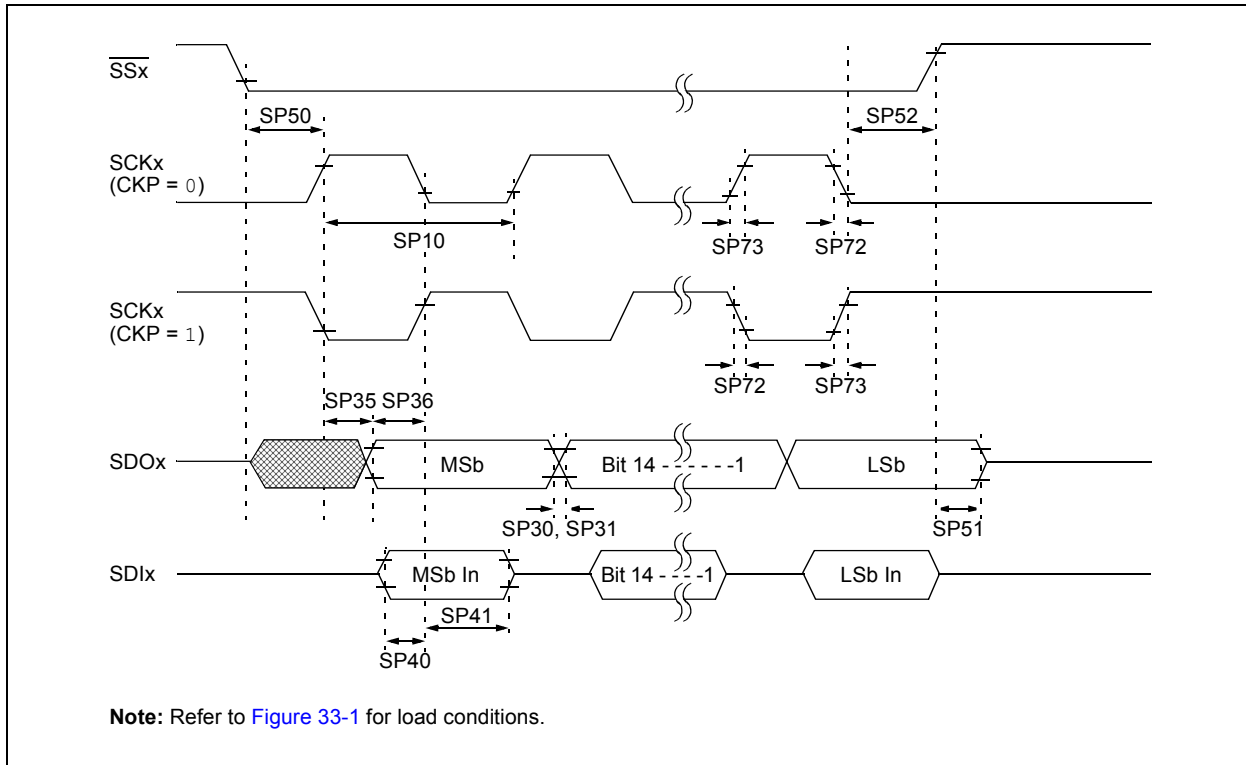 SSx
SP50
SP52
SCKx
(CKP = 0)
SP10
SP73
SP72
SCKx
(CKP = 1)
SP72
SP73
SP35 SP36
SDOx
MSb
Bit 14 - - - - - -1
LSb
SP30, SP31
SP51
SDIx
MSb In
Bit 14 - - - - -1
LSb In
SP41
SP40
Note: Refer to Figure 33-1 for load conditions.